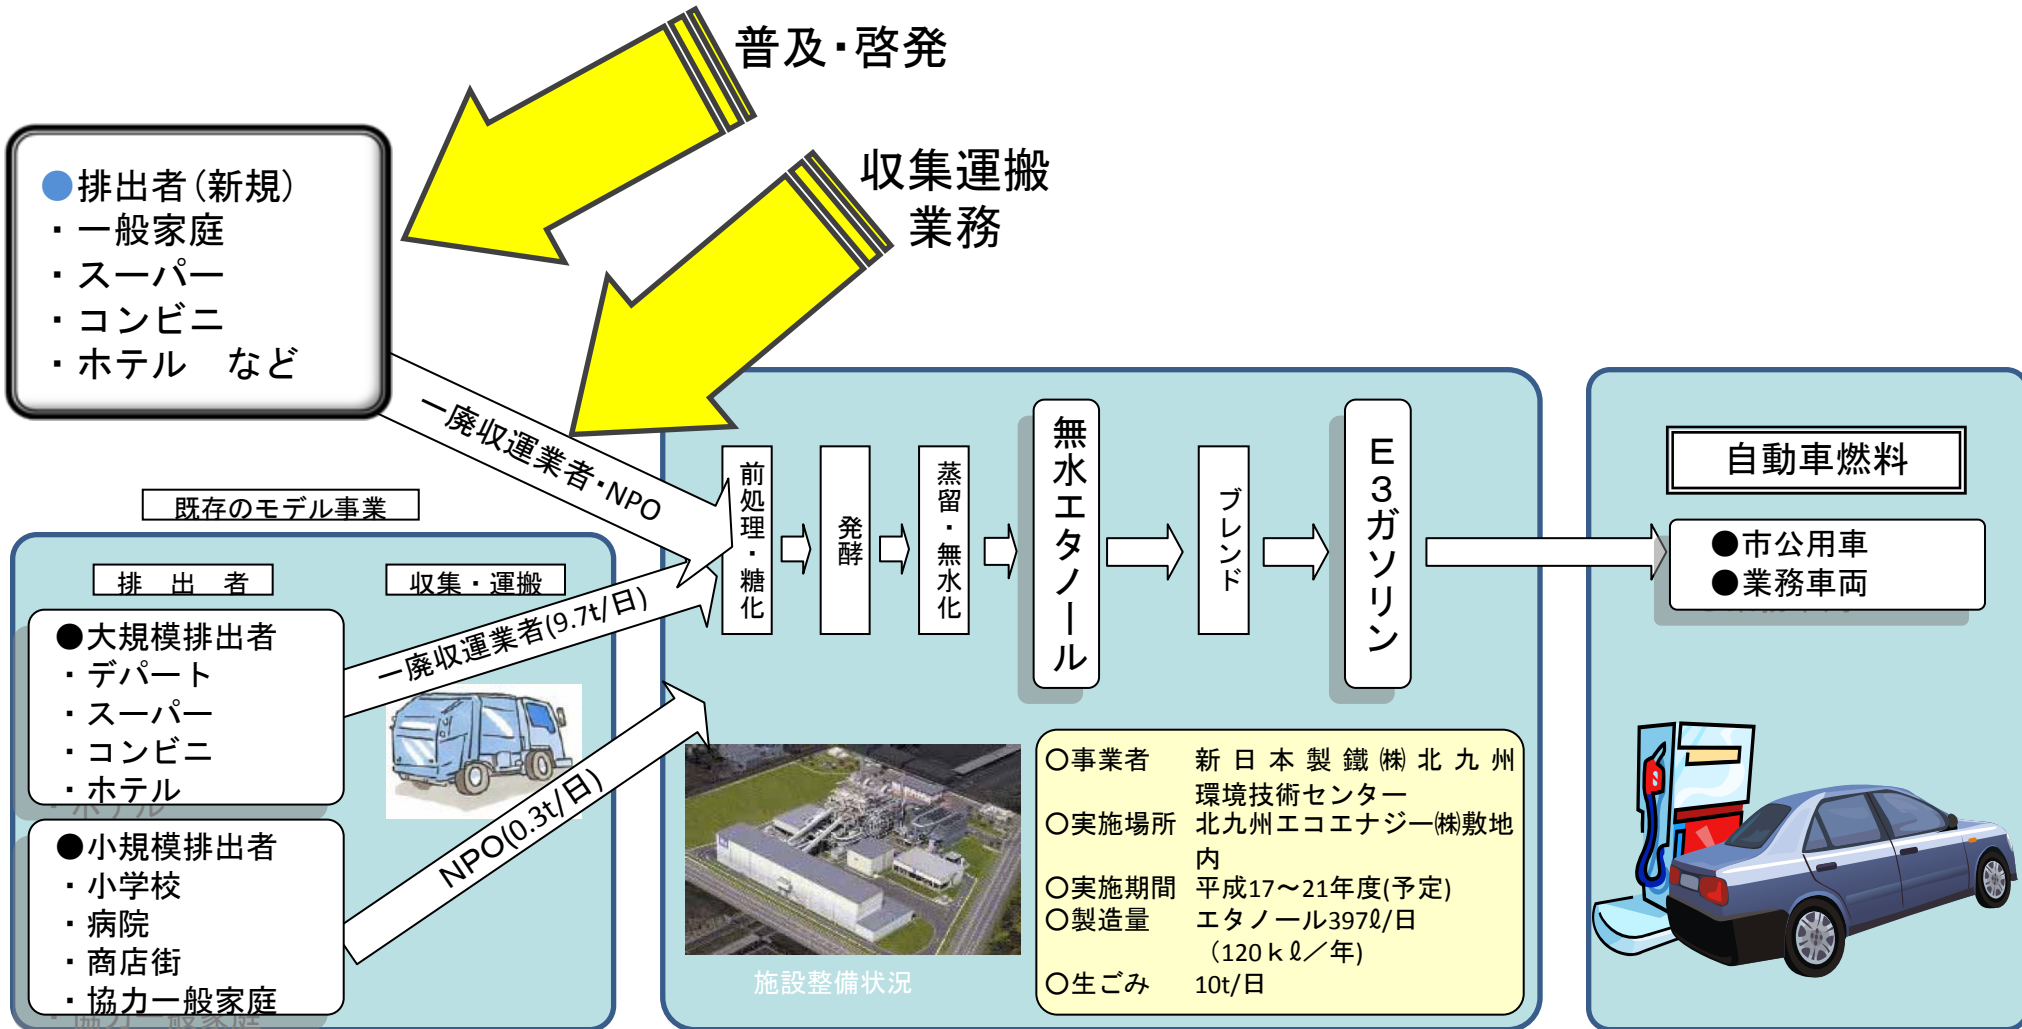 普及・啓発
収集運搬
業務
●排出者(新規)
・一般家庭
・スーパー
・コンビニ
・ホテル　など
一廃収運業者・NPO
既存のモデル事業
排　出　者
収集・運搬
●大規模排出者
・デパート
・スーパー
・コンビニ
・ホテル
一廃収運業者(9.7t/日)
●小規模排出者
・小学校
・病院
・商店街
・協力一般家庭
NPO(0.3t/日)
前処理・糖化
発酵
蒸留・無水化
無水エタノール
ブレンド
E3ガソリン
施設整備状況
○事業者　新日本製鐵㈱北九州
環境技術センター
○実施場所　北九州エコエナジー㈱敷地
内
○実施期間　平成17～21年度(予定)
○製造量　エタノール397ℓ/日
（120ｋℓ／年)
○生ごみ　10t/日
自動車燃料
●市公用車
●業務車両